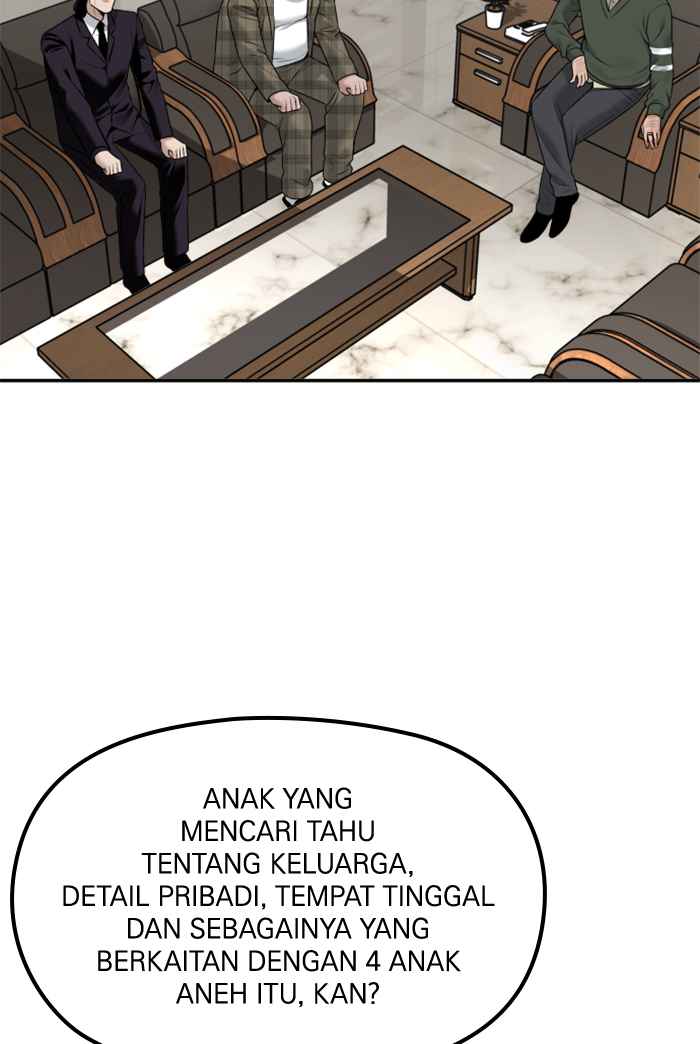 ANAK YANG
MENCARI TAHU
TENTANG KELUARGA,
DETAIL PRIBADI, TEMPAT TINGGAL
DAN SEBAGAINYA YANG
BERKAITAN DENGAN 4 ANAK
ANEH ITU, KAN?